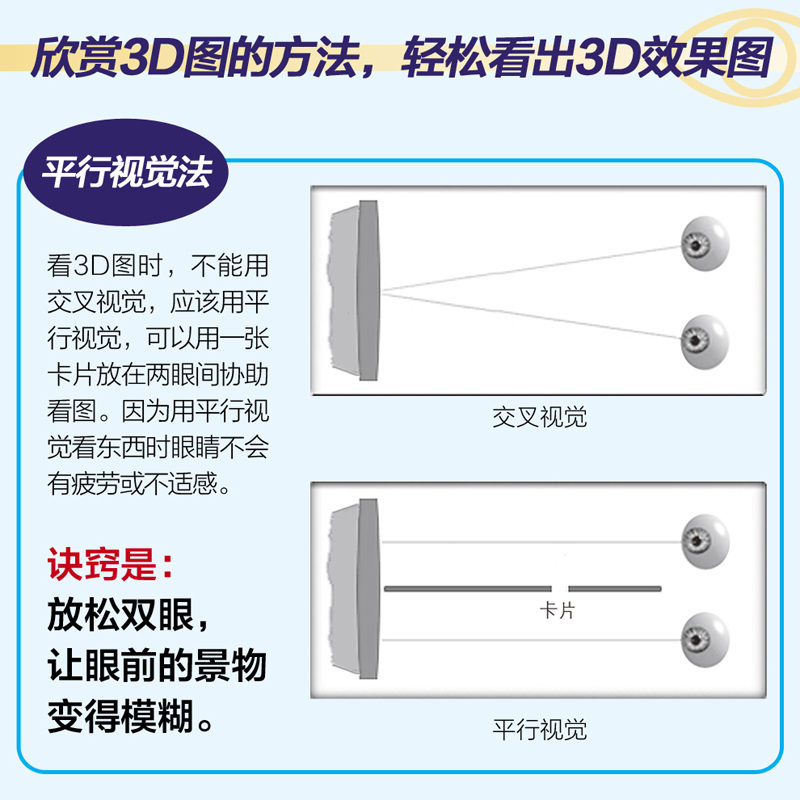 欣赏3D图的方法，轻松看出3D效果图
平行视觉法
看3D图时，不能用
交叉视觉，应该用平
行视觉，可以用一张
卡片放在两眼间协助
看图。因为用平行视
觉看东西时眼睛不会
有疲劳或不适感。
诀窍是：
放松双眼，
让眼前的景物
变得模糊。
交叉视觉
卡片
平行视觉